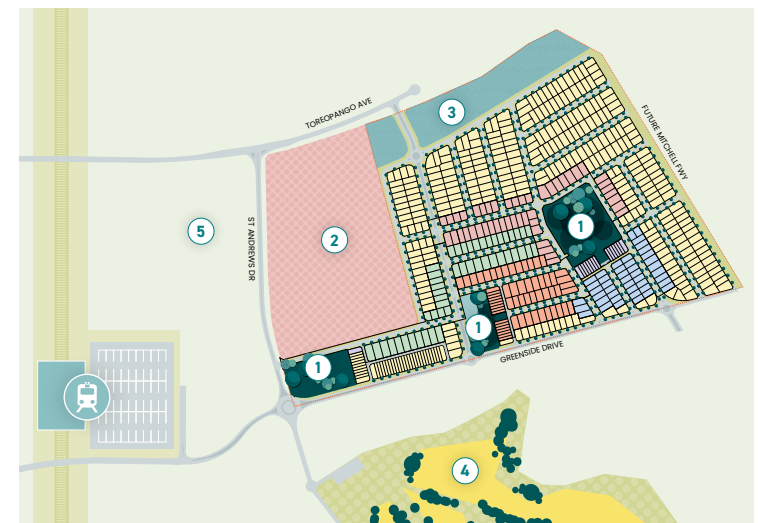 TOREOPANGO AVE
3
FUTURE MITCHELL FWY
5
ST ANDREWS DR
2
1
1
1
GREENSIDE DRIVE
4